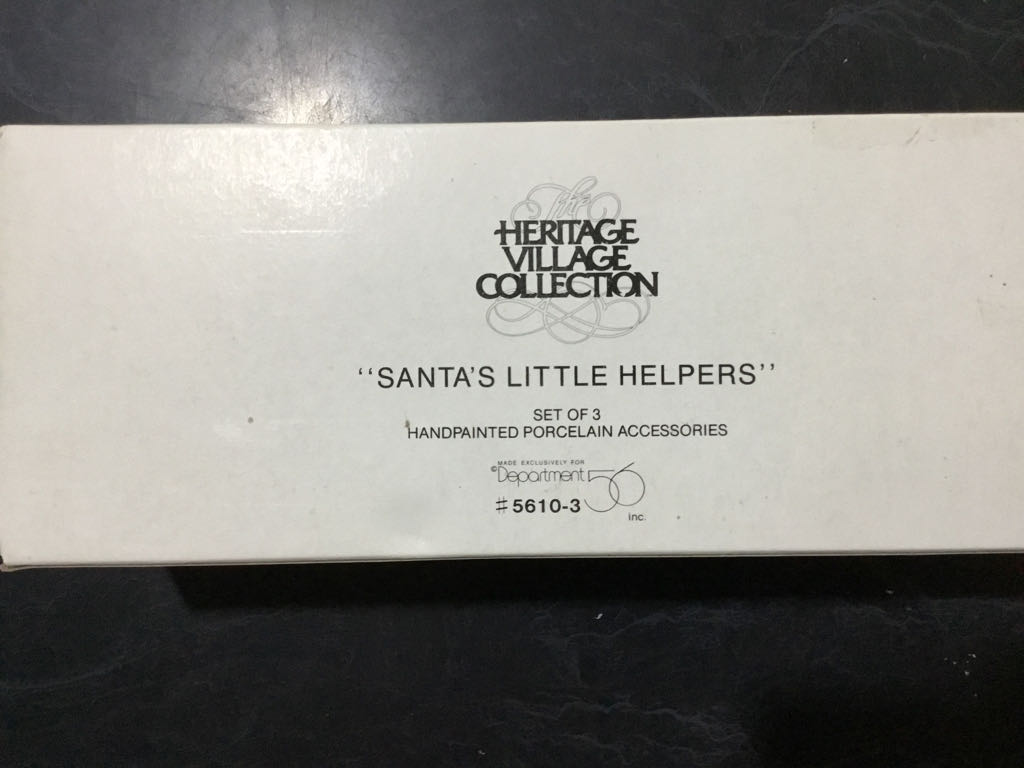 The
HERITAGE
VILLAGE
COLLECTION
‘‘SANTA'S LITTLE HELPERS’’
SET OF 3
HANDPAINTED PORCELAIN ACCESSORIES
MADE EXCLUSIVELY FOR
©Department 56
#5610-3
inc.